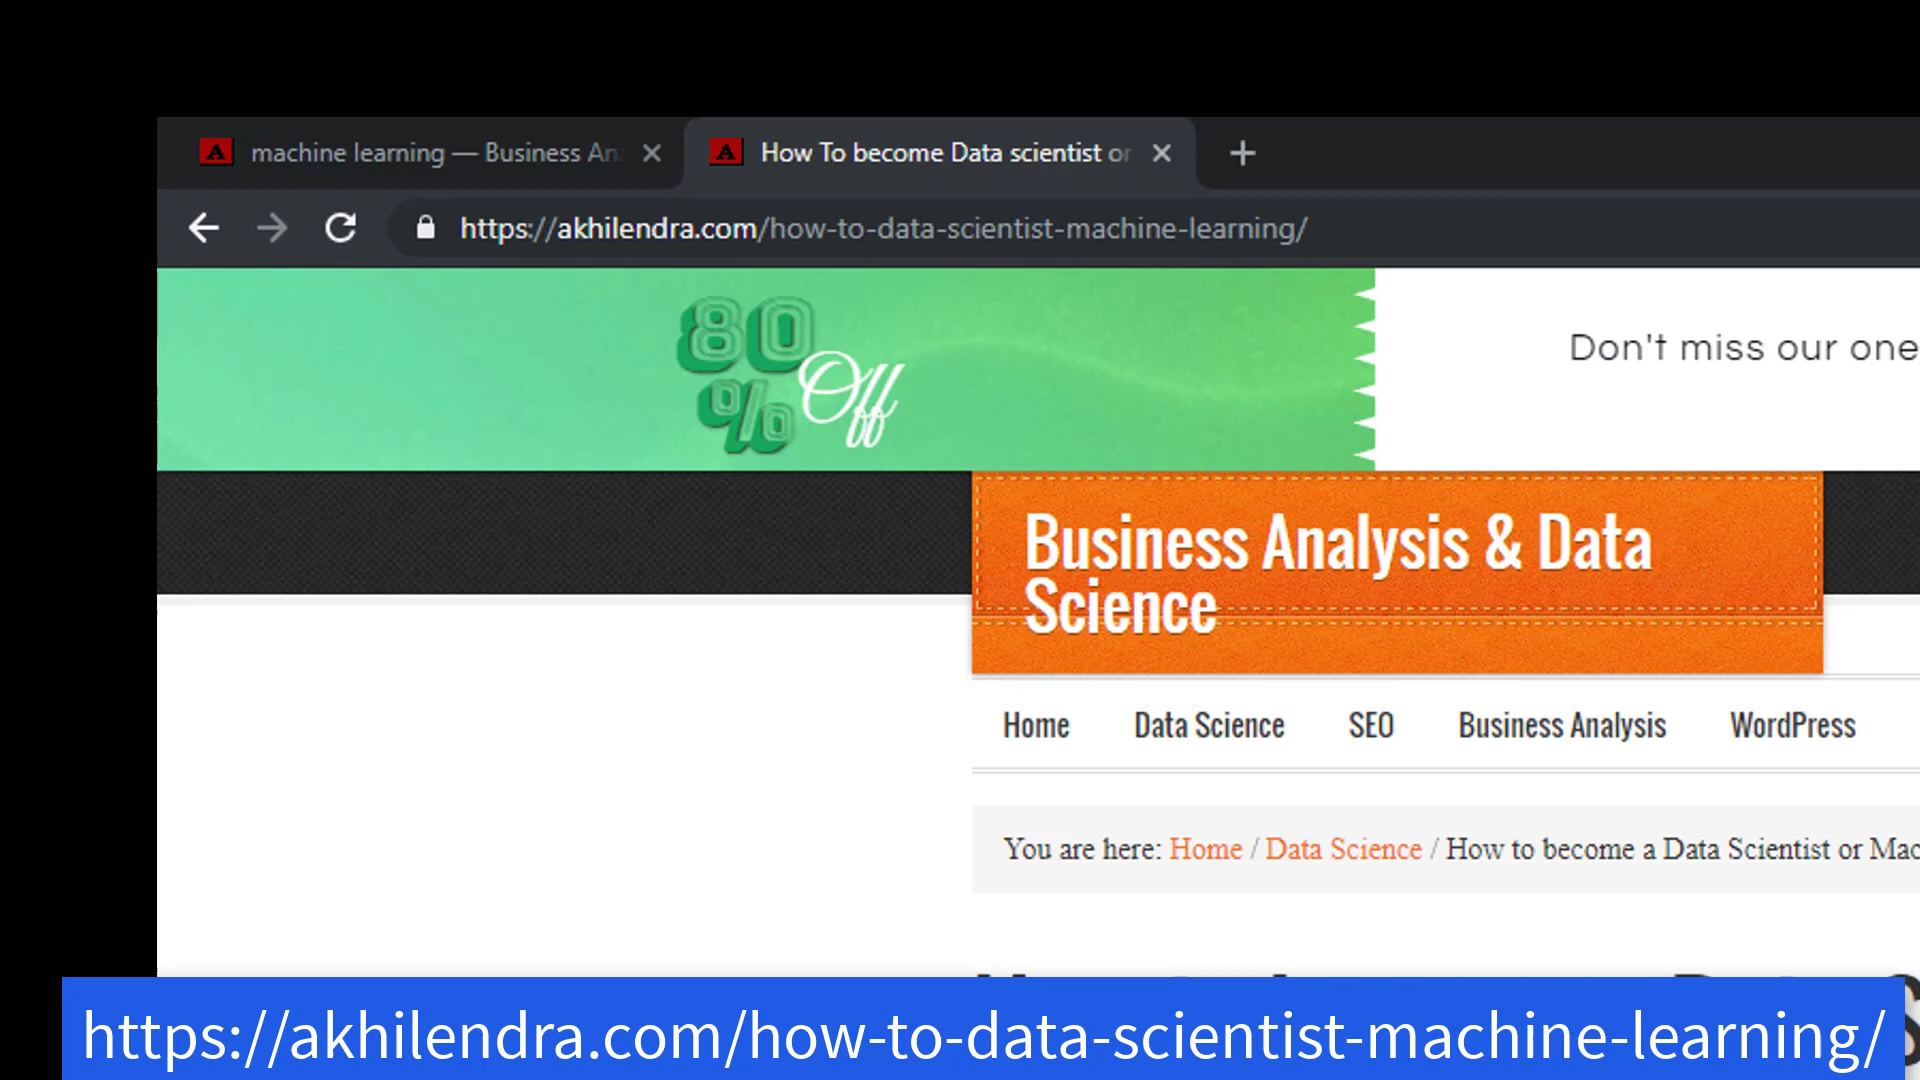 A machine learning — Business An
A How To become Data scientist or
https://akhilendra.com/how-to-data-scientist-machine-learning/
80
% Off
Don't miss our one
Business Analysis & Data
Science
Home Data Science SEO Business Analysis WordPress
You are here: Home / Data Science / How to become a Data Scientist or Mac
https://akhilendra.com/how-to-data-scientist-machine-learning/